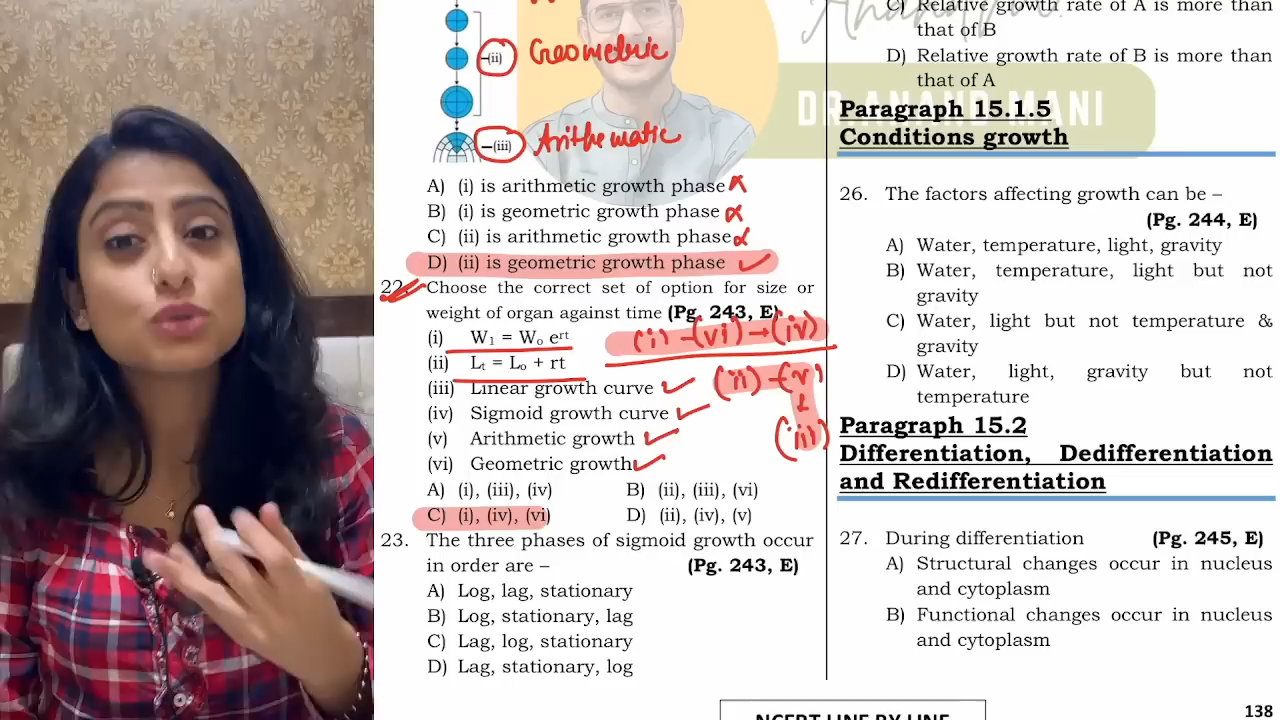 –(ii) Geometric
–(iii) Arithematic
A) (i) is arithmetic growth phase
B) (i) is geometric growth phase
C) (ii) is arithmetic growth phase
D) (ii) is geometric growth phase
22. Choose the correct set of option for size or
weight of organ against time (Pg. 243, E)
(i) W₁ = Wₒ eʳᵗ
(i) – (vi) → (iv)
(ii) Lₜ = Lₒ + rt
(iii) Linear growth curve
(ii) – (v)
(iv) Sigmoid growth curve
(v) Arithmetic growth
(iii)
(vi) Geometric growth
A) (i), (iii), (iv) B) (ii), (iii), (vi)
C) (i), (iv), (vi) D) (ii), (iv), (v)
23. The three phases of sigmoid growth occur
in order are – (Pg. 243, E)
A) Log, lag, stationary
B) Log, stationary, lag
C) Lag, log, stationary
D) Lag, stationary, log
C) Relative growth rate of A is more than
that of B
D) Relative growth rate of B is more than
that of A
DR. ANAND MANI
Paragraph 15.1.5
Conditions growth
26. The factors affecting growth can be –
(Pg. 244, E)
A) Water, temperature, light, gravity
B) Water, temperature, light but not
gravity
C) Water, light but not temperature &
gravity
D) Water, light, gravity but not
temperature
Paragraph 15.2
Differentiation, Dedifferentiation
and Redifferentiation
27. During differentiation (Pg. 245, E)
A) Structural changes occur in nucleus
and cytoplasm
B) Functional changes occur in nucleus
and cytoplasm
NCERT LINE BY LINE
138